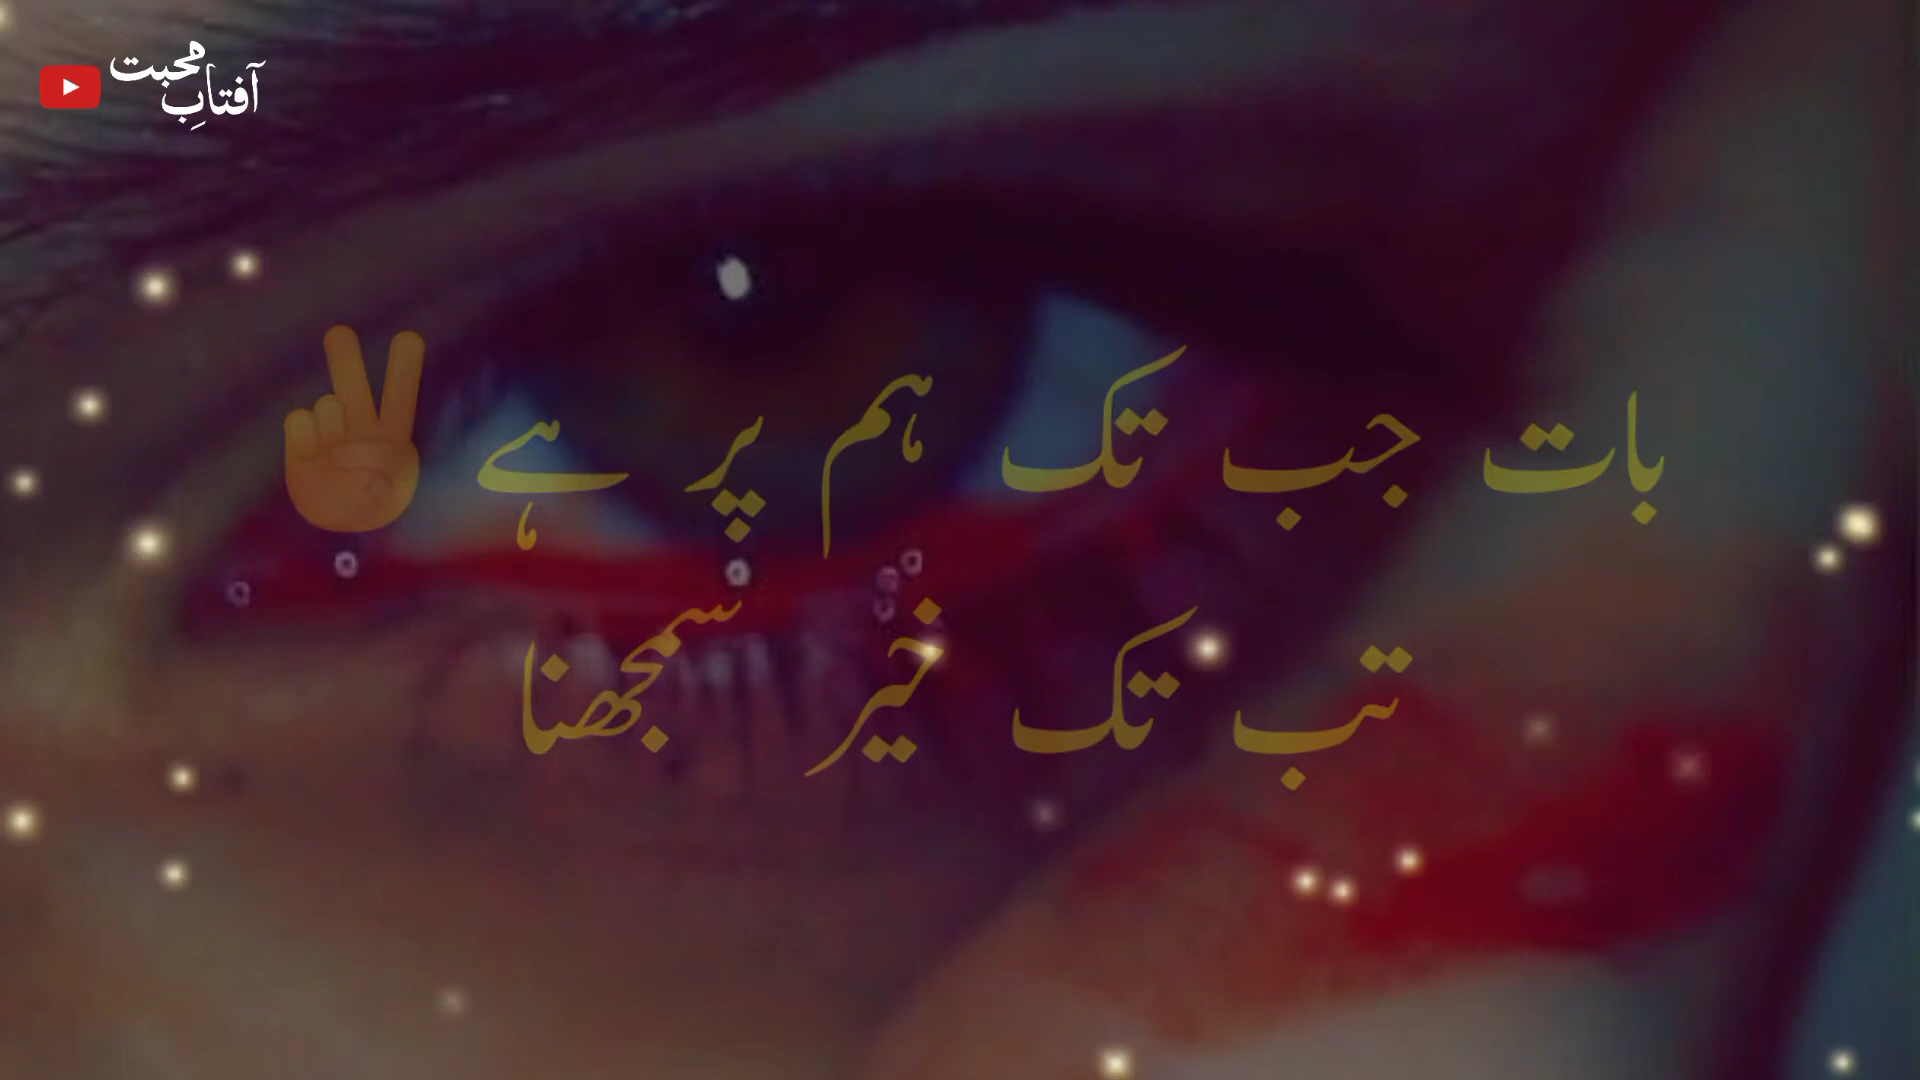 محبت
آفتابِ
بات جب تک ہم پر ہے✌
تب تک خیر سمجھنا